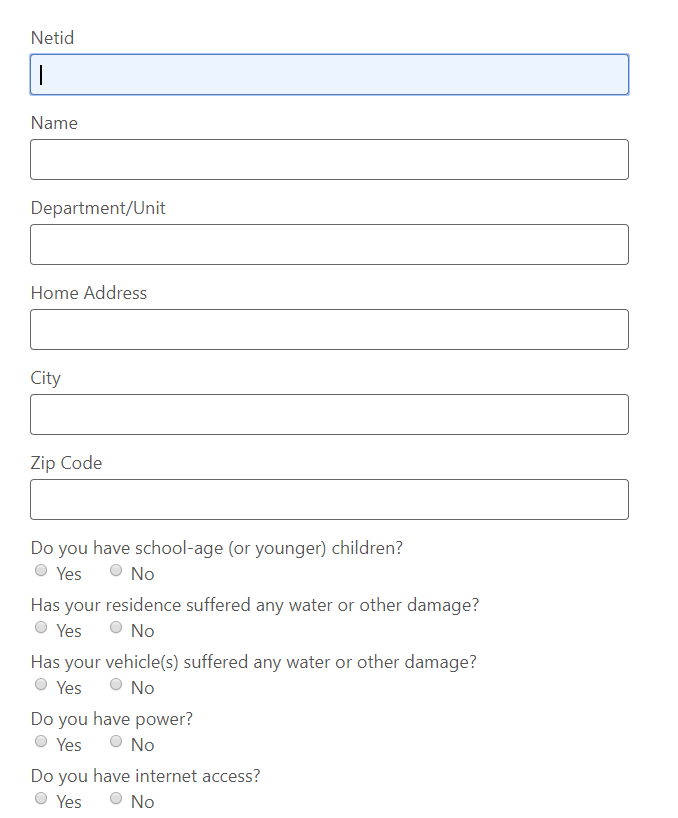 Netid
Name
Department/Unit
Home Address
City
Zip Code
Do you have school-age (or younger) children?
Yes No
Has your residence suffered any water or other damage?
Yes No
Has your vehicle(s) suffered any water or other damage?
Yes No
Do you have power?
Yes No
Do you have internet access?
Yes No